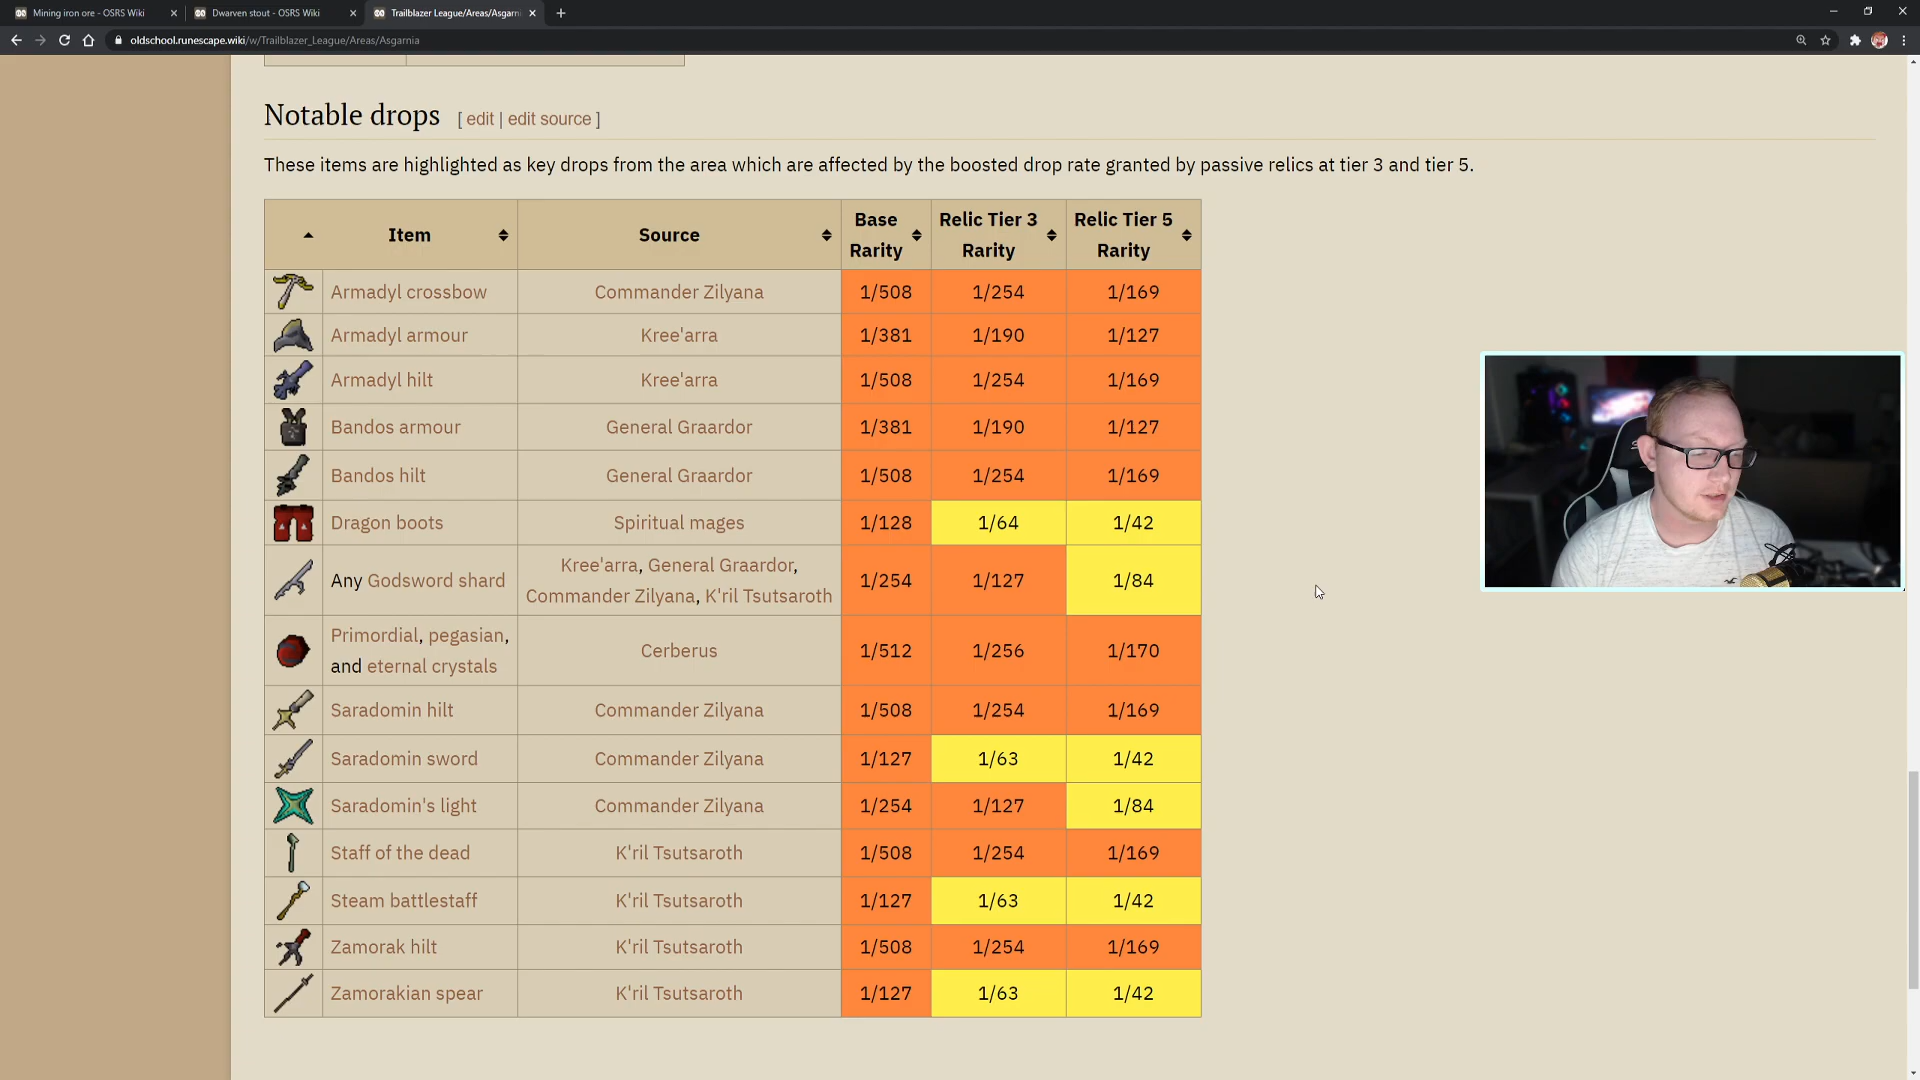 Mining iron ore - OSRS Wiki
Dwarven stout - OSRS Wiki
Trailblazer League/Areas/Asgarni
oldschool.runescape.wiki/w/Trailblazer_League/Areas/Asgarnia
Notable drops [ edit | edit source ]
These items are highlighted as key drops from the area which are affected by the boosted drop rate granted by passive relics at tier 3 and tier 5.
Item Source Base Rarity Relic Tier 3 Rarity Relic Tier 5 Rarity
Armadyl crossbow Commander Zilyana 1/508 1/254 1/169
Armadyl armour Kree'arra 1/381 1/190 1/127
Armadyl hilt Kree'arra 1/508 1/254 1/169
Bandos armour General Graardor 1/381 1/190 1/127
Bandos hilt General Graardor 1/508 1/254 1/169
Dragon boots Spiritual mages 1/128 1/64 1/42
Any Godsword shard Kree'arra, General Graardor, Commander Zilyana, K'ril Tsutsaroth 1/254 1/127 1/84
Primordial, pegasian, and eternal crystals Cerberus 1/512 1/256 1/170
Saradomin hilt Commander Zilyana 1/508 1/254 1/169
Saradomin sword Commander Zilyana 1/127 1/63 1/42
Saradomin's light Commander Zilyana 1/254 1/127 1/84
Staff of the dead K'ril Tsutsaroth 1/508 1/254 1/169
Steam battlestaff K'ril Tsutsaroth 1/127 1/63 1/42
Zamorak hilt K'ril Tsutsaroth 1/508 1/254 1/169
Zamorakian spear K'ril Tsutsaroth 1/127 1/63 1/42